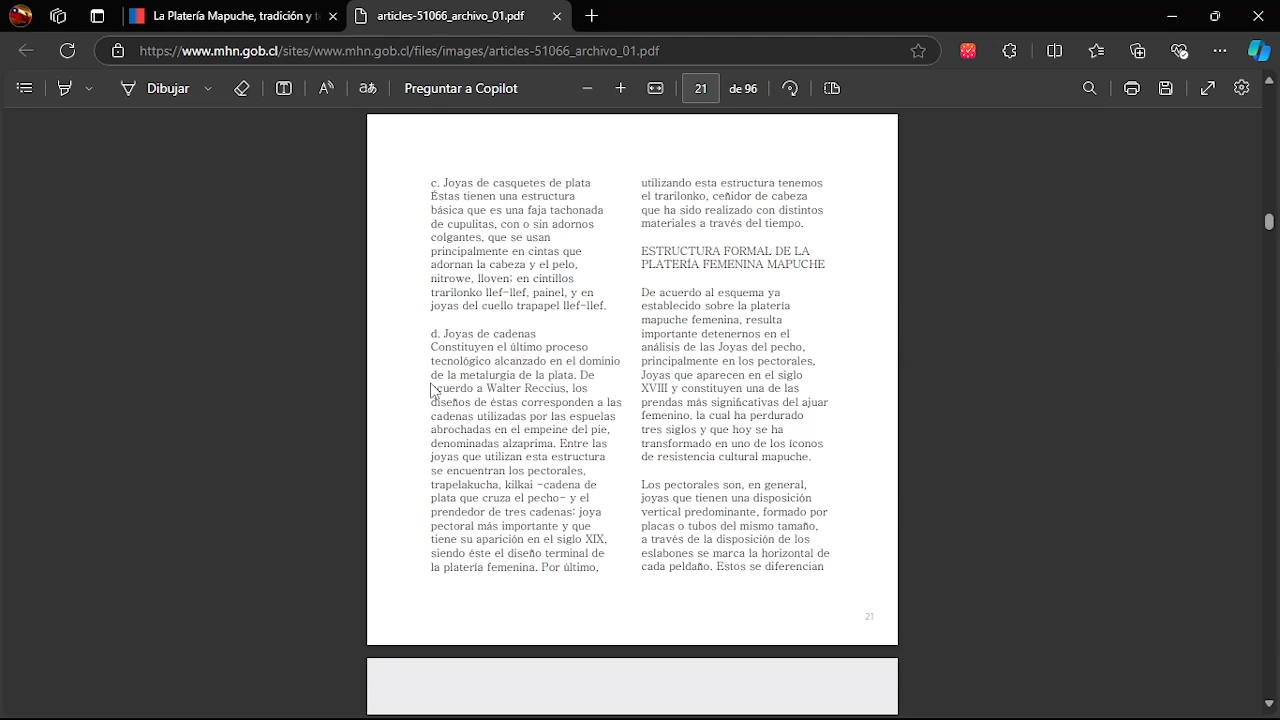 La Platería Mapuche, tradición y t
articles-51066_archivo_01.pdf
https://www.mhn.gob.cl/sites/www.mhn.gob.cl/files/images/articles-51066_archivo_01.pdf
Dibujar
aあ
Preguntar a Copilot
21
de 96
c. Joyas de casquetes de plata
Éstas tienen una estructura
básica que es una faja tachonada
de cupulitas, con o sin adornos
colgantes, que se usan
principalmente en cintas que
adornan la cabeza y el pelo,
nitrowe, lloven; en cintillos
trarilonko llef-llef, painel, y en
joyas del cuello trapapel llef-llef.
d. Joyas de cadenas
Constituyen el último proceso
tecnológico alcanzado en el dominio
de la metalurgia de la plata. De
acuerdo a Walter Reccius, los
diseños de éstas corresponden a las
cadenas utilizadas por las espuelas
abrochadas en el empeine del pie,
denominadas alzaprima. Entre las
joyas que utilizan esta estructura
se encuentran los pectorales,
trapelakucha, kilkai -cadena de
plata que cruza el pecho- y el
prendedor de tres cadenas: joya
pectoral más importante y que
tiene su aparición en el siglo XIX,
siendo éste el diseño terminal de
la platería femenina. Por último,
utilizando esta estructura tenemos
el trarilonko, ceñidor de cabeza
que ha sido realizado con distintos
materiales a través del tiempo.
ESTRUCTURA FORMAL DE LA
PLATERÍA FEMENINA MAPUCHE
De acuerdo al esquema ya
establecido sobre la platería
mapuche femenina, resulta
importante detenernos en el
análisis de las Joyas del pecho,
principalmente en los pectorales,
Joyas que aparecen en el siglo
XVIII y constituyen una de las
prendas más significativas del ajuar
femenino, la cual ha perdurado
tres siglos y que hoy se ha
transformado en uno de los íconos
de resistencia cultural mapuche.
Los pectorales son, en general,
joyas que tienen una disposición
vertical predominante, formado por
placas o tubos del mismo tamaño,
a través de la disposición de los
eslabones se marca la horizontal de
cada peldaño. Estos se diferencian
21